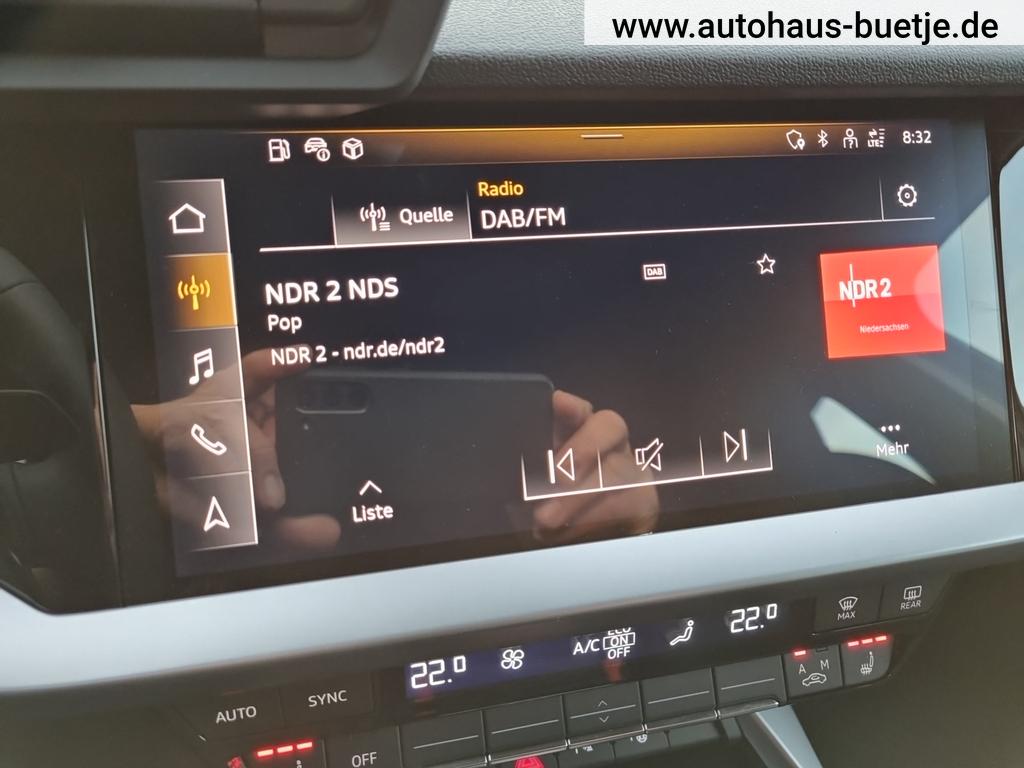 www.autohaus-buetje.de
LTE
8:32
Quelle
Radio
DAB/FM
NDR 2 NDS
DAB
Pop
NDR 2 - ndr.de/ndr2
NDR 2
Niedersachsen
Liste
Mehr
22.0
A/C
ECO
ON
OFF
22.0
MAX
REAR
AUTO
SYNC
A M
OFF